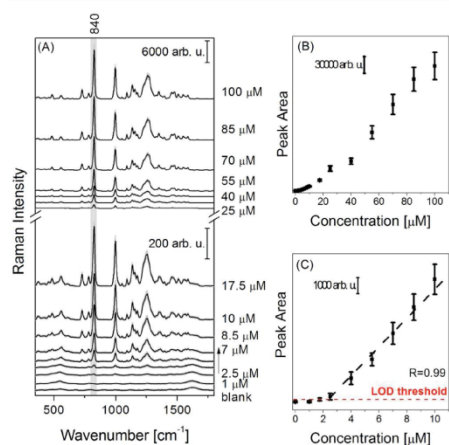 (A)
840
6000 arb. u.
100 µM
85 µM
70 µM
55 µM
40 µM
25 µM
200 arb. u.
17.5 µM
10 µM
8.5 µM
7 µM
2.5 µM
1 µM
blank
Raman Intensity
500 1000 1500
Wavenumber [cm⁻¹]
(B)
30000 arb. u.
Peak Area
0 20 40 60 80 100
Concentration [µM]
(C)
1000 arb. u.
Peak Area
R=0.99
LOD threshold
0 2 4 6 8 10
Concentration [µM]